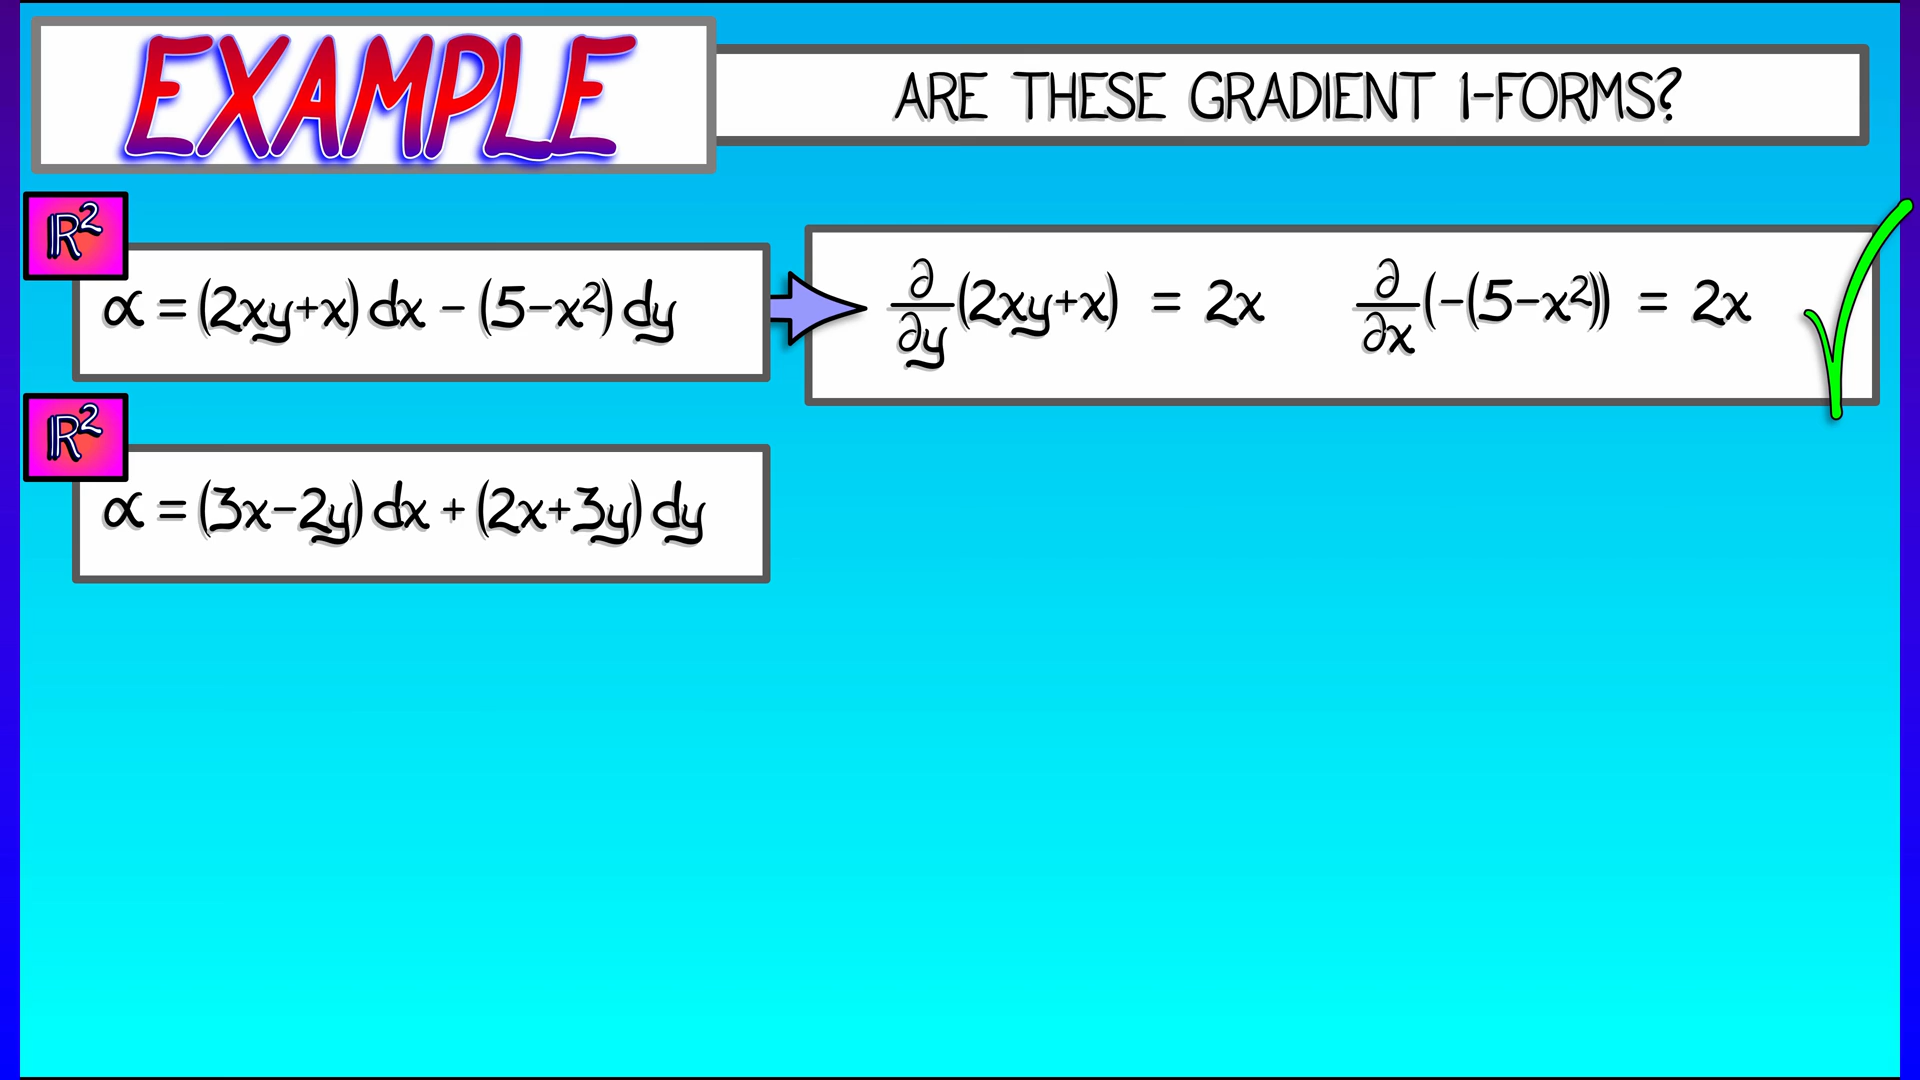 EXAMPLE
ARE THESE GRADIENT 1-FORMS?
ℝ²
α = (2xy+x) dx - (5-x²) dy
∂/∂y (2xy+x) = 2x ∂/∂x (-(5-x²)) = 2x
ℝ²
α = (3x-2y) dx + (2x+3y) dy